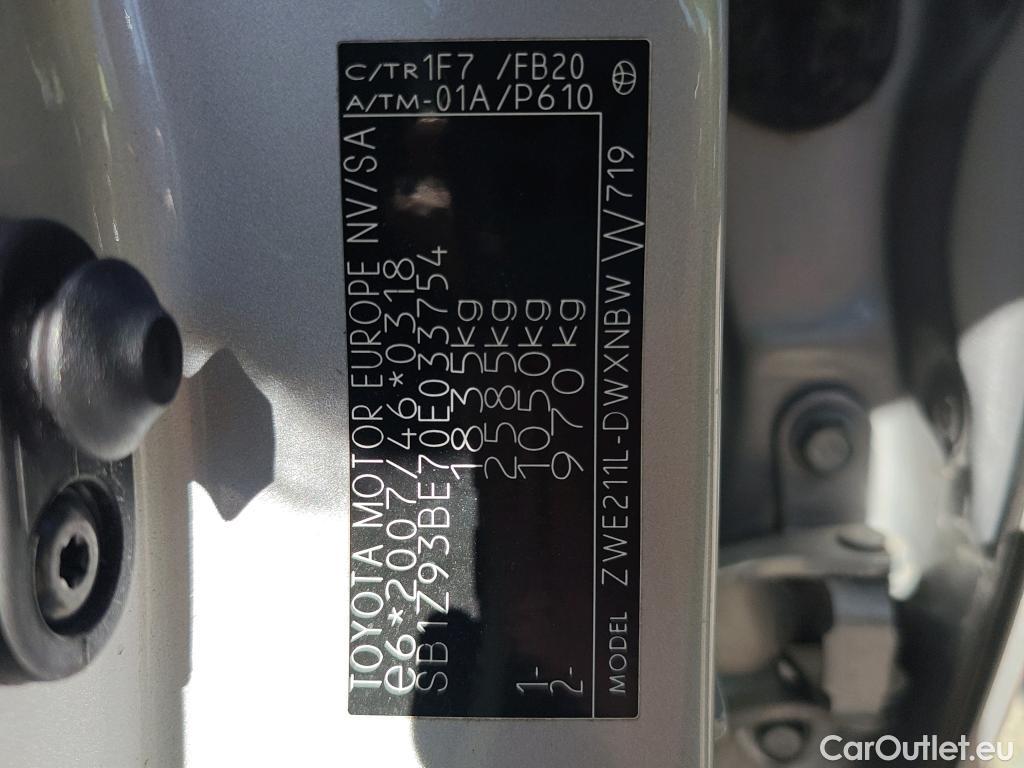 C/TR 1F7 /FB20
A/TM -01A/P610
TOYOTA MOTOR EUROPE NV/SA
e6*2007/46*0318
SB1Z93BE70E033754
1835kg
2585kg
1- 1050kg
2- 970kg
MODEL ZWE211L-DWXNBW W719
CarOutlet.eu